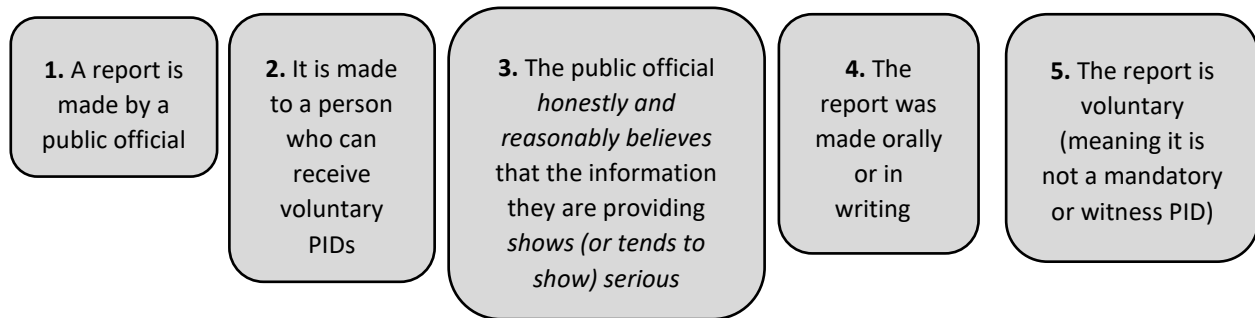 1. A report is
made by a
public official
2. It is made
to a person
who can
receive
voluntary
PIDs
3. The public official
honestly and
reasonably believes
that the information
they are providing
shows (or tends to
show) serious
4. The
report was
made orally
or in
writing
5. The report is
voluntary
(meaning it is
not a mandatory
or witness PID)